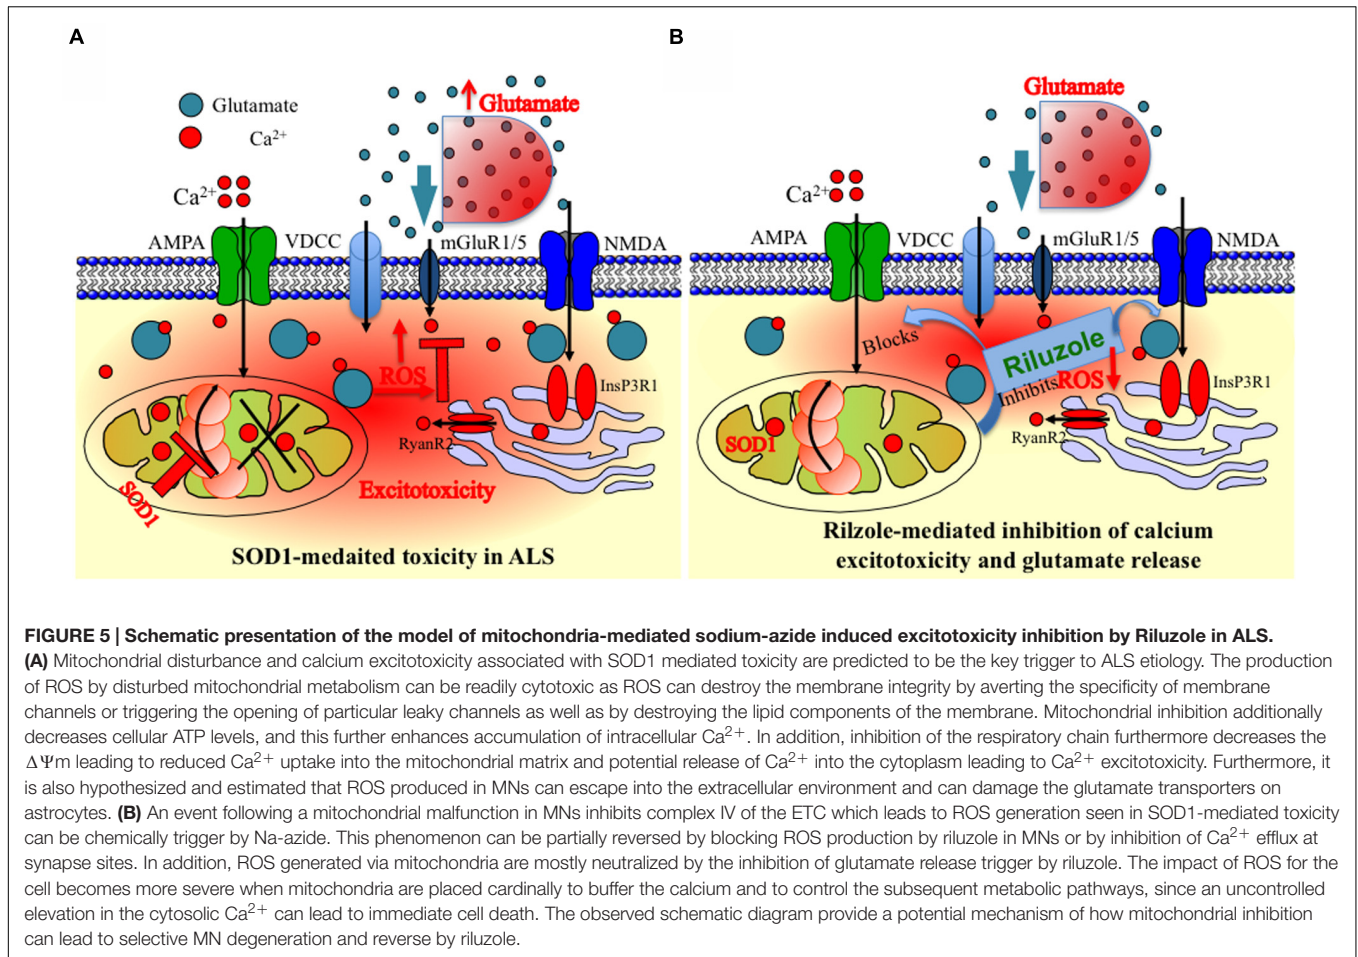 A
B
Glutamate
Ca2+
Glutamate
Ca2+
AMPA
VDCC
mGluR1/5
NMDA
ROS
InsP3R1
RyanR2
SOD1
Excitotoxicity
SOD1-medaited toxicity in ALS
Glutamate
Ca2+
AMPA
VDCC
mGluR1/5
NMDA
Blocks
Riluzole
Inhibits
ROS
InsP3R1
RyanR2
SOD1
Rilzole-mediated inhibition of calcium
excitotoxicity and glutamate release
FIGURE 5 | Schematic presentation of the model of mitochondria-mediated sodium-azide induced excitotoxicity inhibition by Riluzole in ALS.
(A) Mitochondrial disturbance and calcium excitotoxicity associated with SOD1 mediated toxicity are predicted to be the key trigger to ALS etiology. The production
of ROS by disturbed mitochondrial metabolism can be readily cytotoxic as ROS can destroy the membrane integrity by averting the specificity of membrane
channels or triggering the opening of particular leaky channels as well as by destroying the lipid components of the membrane. Mitochondrial inhibition additionally
decreases cellular ATP levels, and this further enhances accumulation of intracellular Ca2+. In addition, inhibition of the respiratory chain furthermore decreases the
ΔΨm leading to reduced Ca2+ uptake into the mitochondrial matrix and potential release of Ca2+ into the cytoplasm leading to Ca2+ excitotoxicity. Furthermore, it
is also hypothesized and estimated that ROS produced in MNs can escape into the extracellular environment and can damage the glutamate transporters on
astrocytes. (B) An event following a mitochondrial malfunction in MNs inhibits complex IV of the ETC which leads to ROS generation seen in SOD1-mediated toxicity
can be chemically trigger by Na-azide. This phenomenon can be partially reversed by blocking ROS production by riluzole in MNs or by inhibition of Ca2+ efflux at
synapse sites. In addition, ROS generated via mitochondria are mostly neutralized by the inhibition of glutamate release trigger by riluzole. The impact of ROS for the
cell becomes more severe when mitochondria are placed cardinally to buffer the calcium and to control the subsequent metabolic pathways, since an uncontrolled
elevation in the cytosolic Ca2+ can lead to immediate cell death. The observed schematic diagram provide a potential mechanism of how mitochondrial inhibition
can lead to selective MN degeneration and reverse by riluzole.